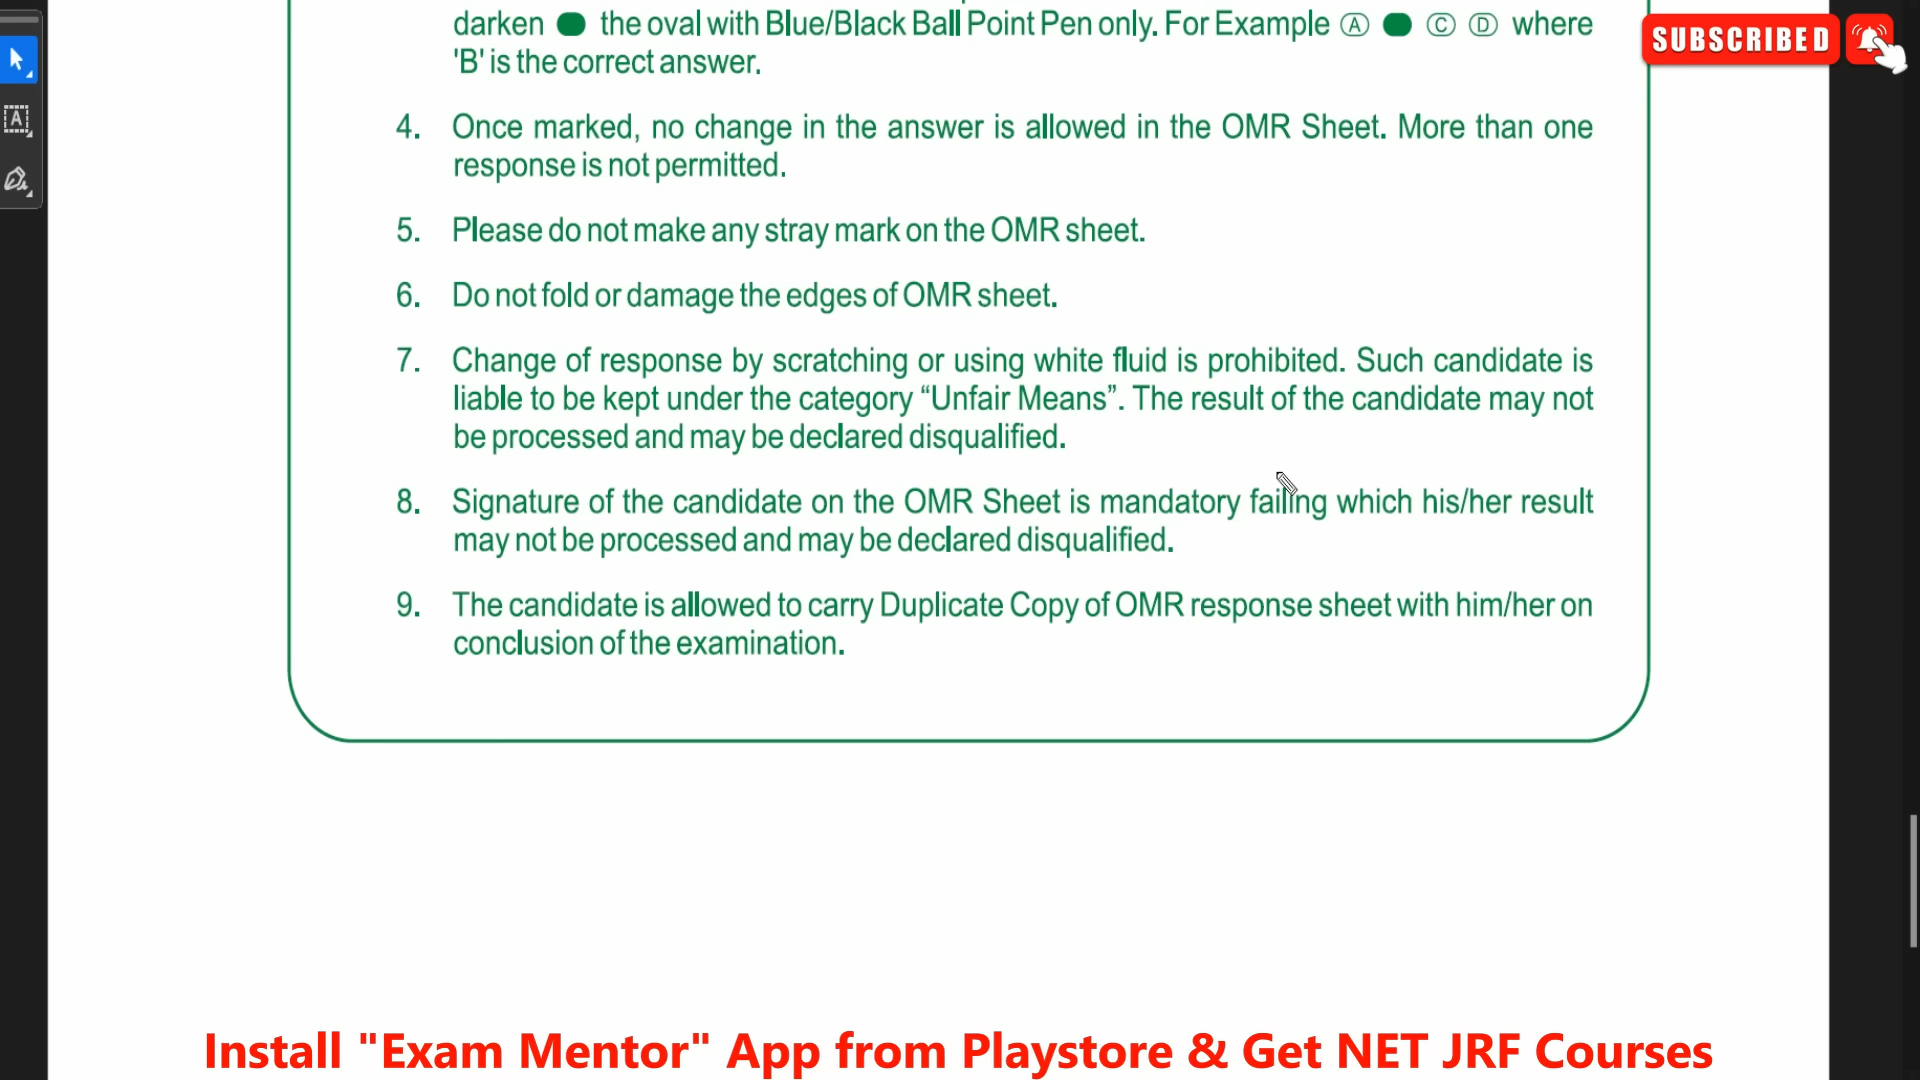 darken the oval with Blue/Black Ball Point Pen only. For Example Ⓐ ● Ⓒ Ⓓ where
'B' is the correct answer.
4. Once marked, no change in the answer is allowed in the OMR Sheet. More than one
response is not permitted.
5. Please do not make any stray mark on the OMR sheet.
6. Do not fold or damage the edges of OMR sheet.
7. Change of response by scratching or using white fluid is prohibited. Such candidate is
liable to be kept under the category “Unfair Means”. The result of the candidate may not
be processed and may be declared disqualified.
8. Signature of the candidate on the OMR Sheet is mandatory failing which his/her result
may not be processed and may be declared disqualified.
9. The candidate is allowed to carry Duplicate Copy of OMR response sheet with him/her on
conclusion of the examination.
SUBSCRIBED
Install "Exam Mentor" App from Playstore & Get NET JRF Courses